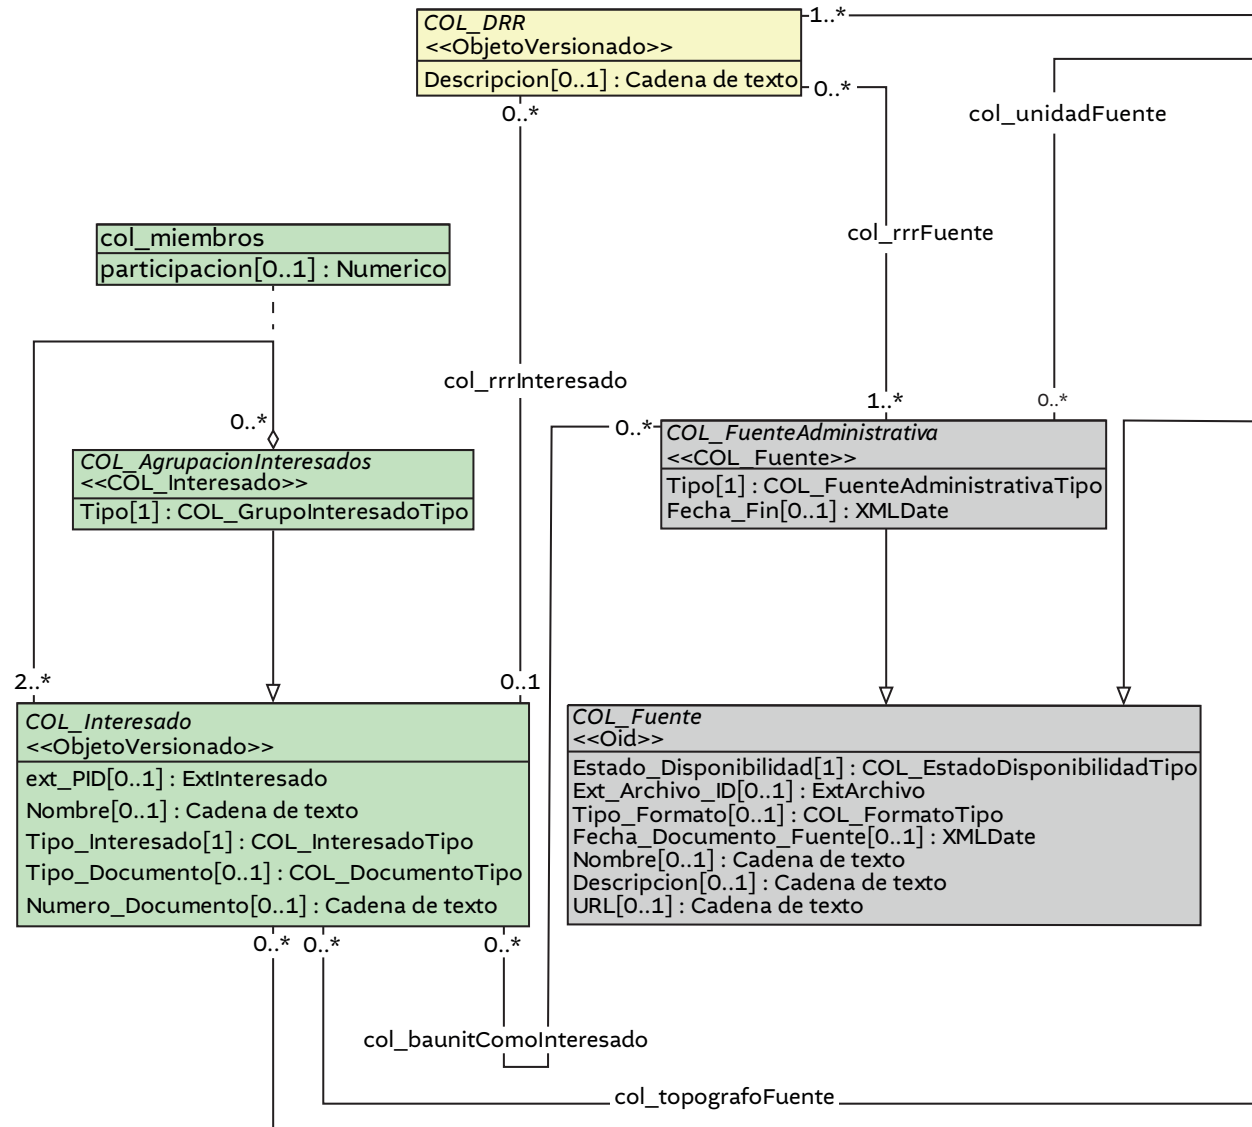 COL_DRR
<<ObjetoVersionado>>
Descripcion[0..1] : Cadena de texto
1..*
0..*
0..*
col_unidadFuente
col_rrrFuente
col_miembros
participacion[0..1] : Numerico
col_rrrInteresado
0..*
1..*
0..*
0..*
COL_AgrupacionInteresados
<<COL_Interesado>>
Tipo[1] : COL_GrupoInteresadoTipo
COL_FuenteAdministrativa
<<COL_Fuente>>
Tipo[1] : COL_FuenteAdministrativaTipo
Fecha_Fin[0..1] : XMLDate
2..*
0..1
COL_Interesado
<<ObjetoVersionado>>
ext_PID[0..1] : ExtInteresado
Nombre[0..1] : Cadena de texto
Tipo_Interesado[1] : COL_InteresadoTipo
Tipo_Documento[0..1] : COL_DocumentoTipo
Numero_Documento[0..1] : Cadena de texto
COL_Fuente
<<Oid>>
Estado_Disponibilidad[1] : COL_EstadoDisponibilidadTipo
Ext_Archivo_ID[0..1] : ExtArchivo
Tipo_Formato[0..1] : COL_FormatoTipo
Fecha_Documento_Fuente[0..1] : XMLDate
Nombre[0..1] : Cadena de texto
Descripcion[0..1] : Cadena de texto
URL[0..1] : Cadena de texto
0..*
0..*
0..*
col_baunitComoInteresado
col_topografoFuente